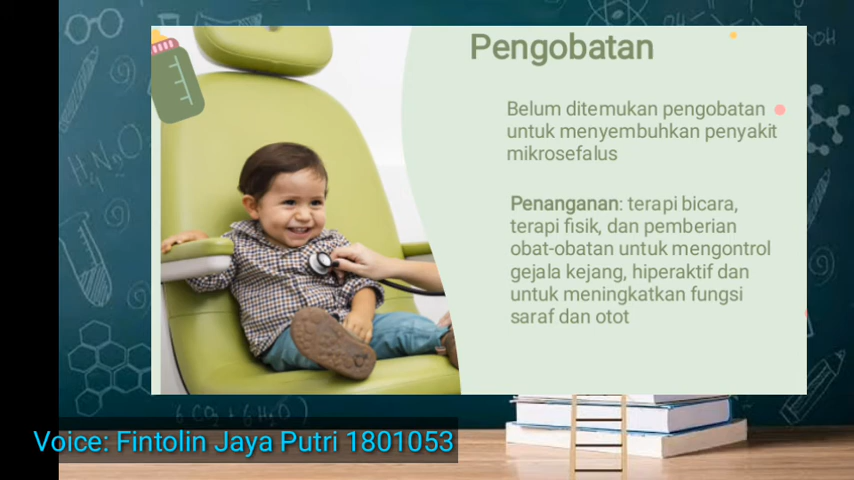 Pengobatan
Belum ditemukan pengobatan
untuk menyembuhkan penyakit
mikrosefalus
Penanganan: terapi bicara,
terapi fisik, dan pemberian
obat-obatan untuk mengontrol
gejala kejang, hiperaktif dan
untuk meningkatkan fungsi
saraf dan otot
Voice: Fintolin Jaya Putri 1801053